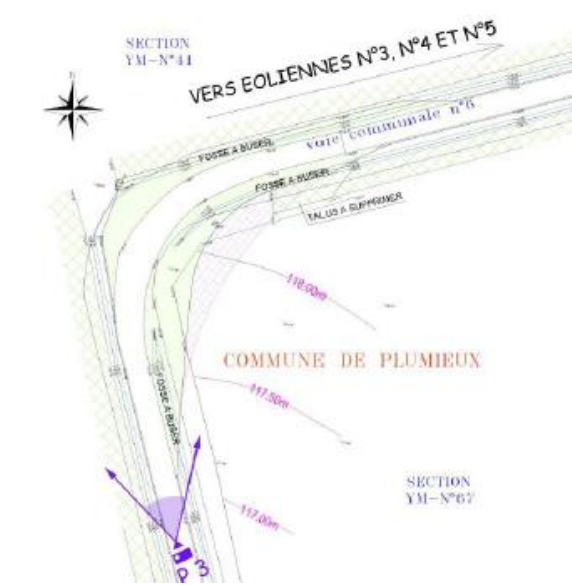 SECTION
YM-N°44
N
VERS EOLIENNES N°3, N°4 ET N°5
voie communale n°6
FOSSE A BUSER
FOSSE A BUSER
TALUS A SUPPRIMER
118.00m
COMMUNE DE PLUMIEUX
117.50m
FOSSE A BUSER
SECTION
YM-N°67
117.00m
P 3